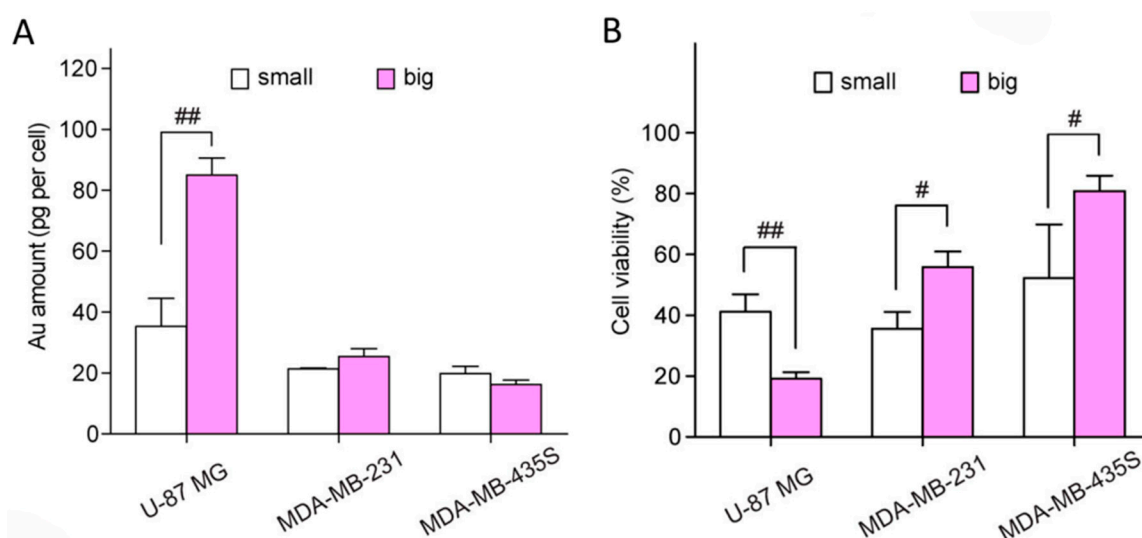 A
Au amount (pg per cell)
120
100
80
60
40
20
0
small
big
##
U-87 MG
MDA-MB-231
MDA-MB-435S
B
Cell viability (%)
100
80
60
40
20
0
small
big
##
#
#
U-87 MG
MDA-MB-231
MDA-MB-435S